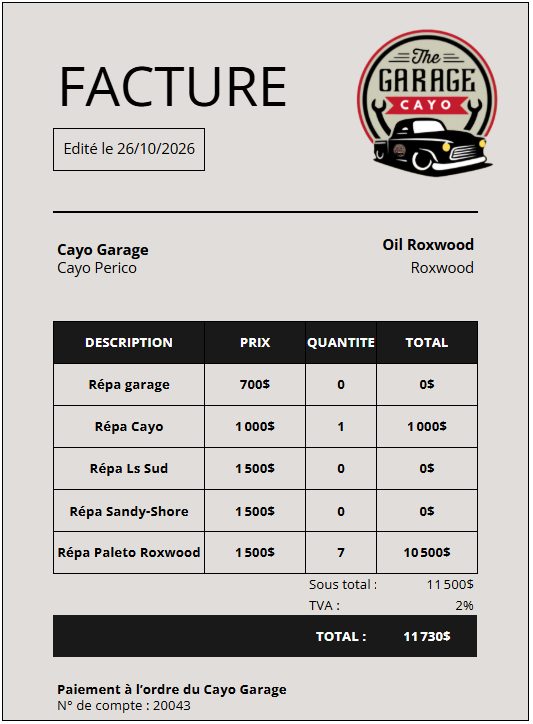 FACTURE
The
GARAGE
CAYO
Edité le 26/10/2026
Cayo Garage
Cayo Perico
Oil Roxwood
Roxwood
DESCRIPTION PRIX QUANTITE TOTAL
Répa garage 700$ 0 0$
Répa Cayo 1 000$ 1 1 000$
Répa Ls Sud 1 500$ 0 0$
Répa Sandy-Shore 1 500$ 0 0$
Répa Paleto Roxwood 1 500$ 7 10 500$
Sous total : 11 500$
TVA : 2%
TOTAL : 11 730$
Paiement à l’ordre du Cayo Garage
N° de compte : 20043